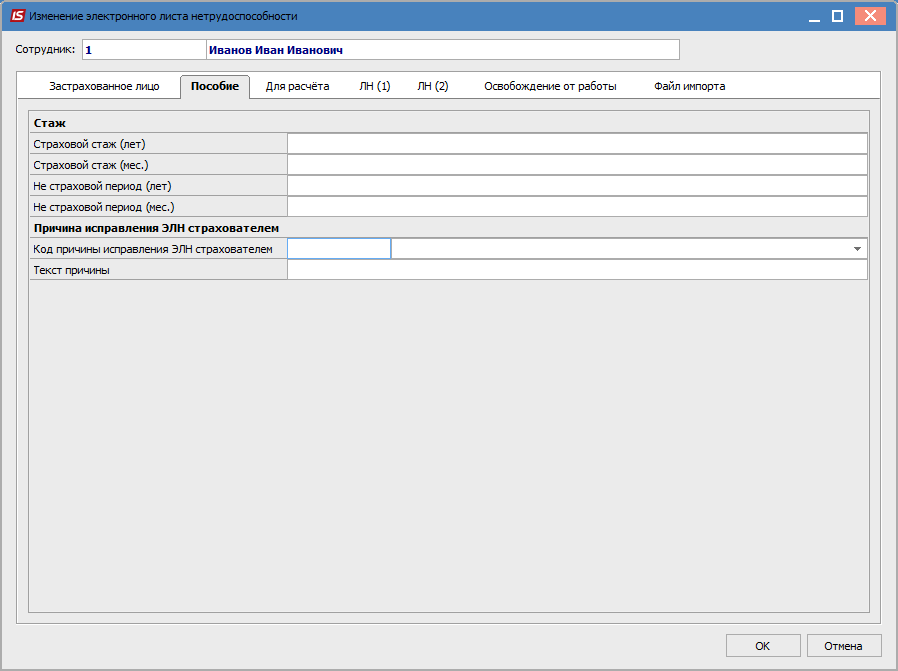 IS Изменение электронного листа нетрудоспособности
Сотрудник: 1 Иванов Иван Иванович
Застрахованное лицо Пособие Для расчёта ЛН (1) ЛН (2) Освобождение от работы Файл импорта
Стаж
Страховой стаж (лет)
Страховой стаж (мес.)
Не страховой период (лет)
Не страховой период (мес.)
Причина исправления ЭЛН страхователем
Код причины исправления ЭЛН страхователем
Текст причины
OK Отмена